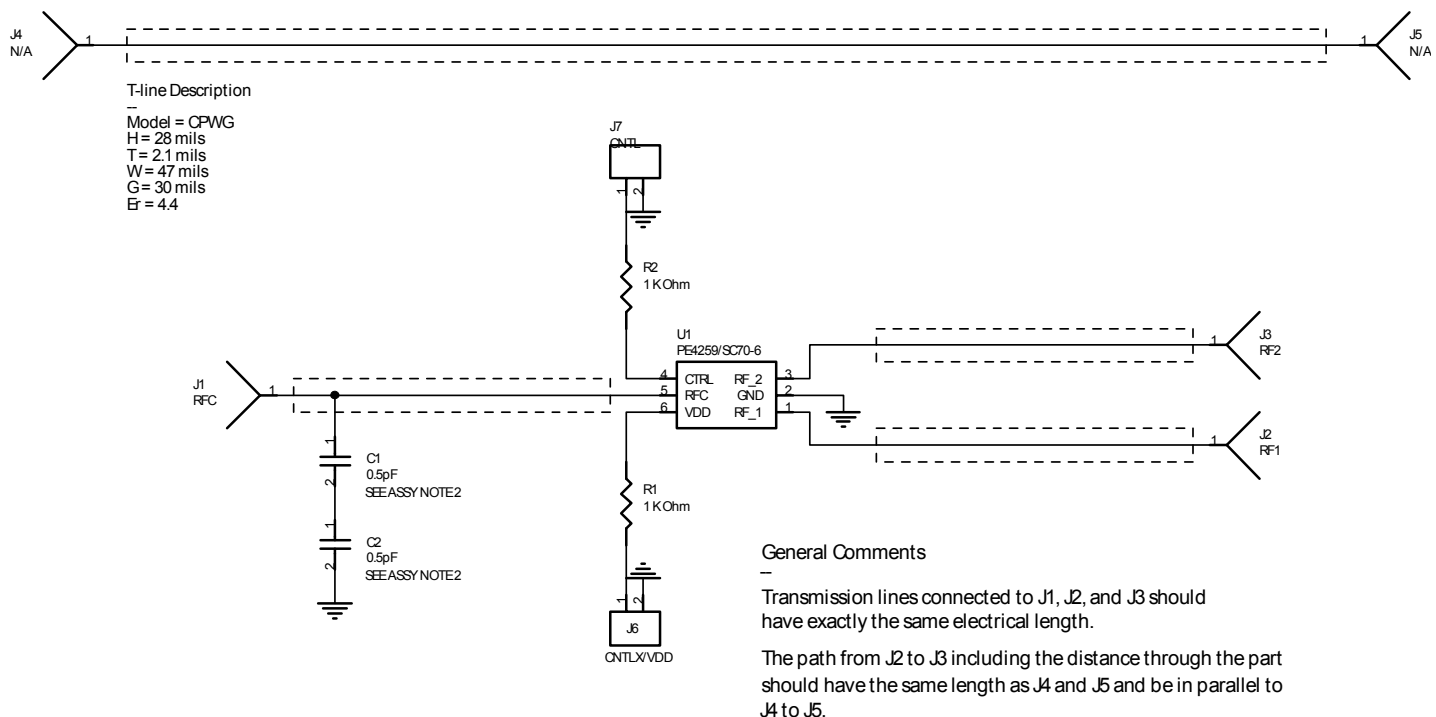 J4
N/A
1
1
J5
N/A
T-line Description
--
Model = CPWG
H = 28 mils
T = 2.1 mils
W = 47 mils
G = 30 mils
Er = 4.4
J7
CNTL
1
2
R2
1 K Ohm
U1
PE4259/SC70-6
4
CTRL
RF_2
3
5
RFC
GND
2
6
VDD
RF_1
1
J1
RFC
1
1
J3
RF2
1
J2
RF1
1
C1
0.5pF
SEE ASSY NOTE 2
2
1
C2
0.5pF
SEE ASSY NOTE 2
2
R1
1 K Ohm
1
2
J6
CNTLX/VDD
General Comments
--
Transmission lines connected to J1, J2, and J3 should
have exactly the same electrical length.
The path from J2 to J3 including the distance through the part
should have the same length as J4 and J5 and be in parallel to
J4 to J5.